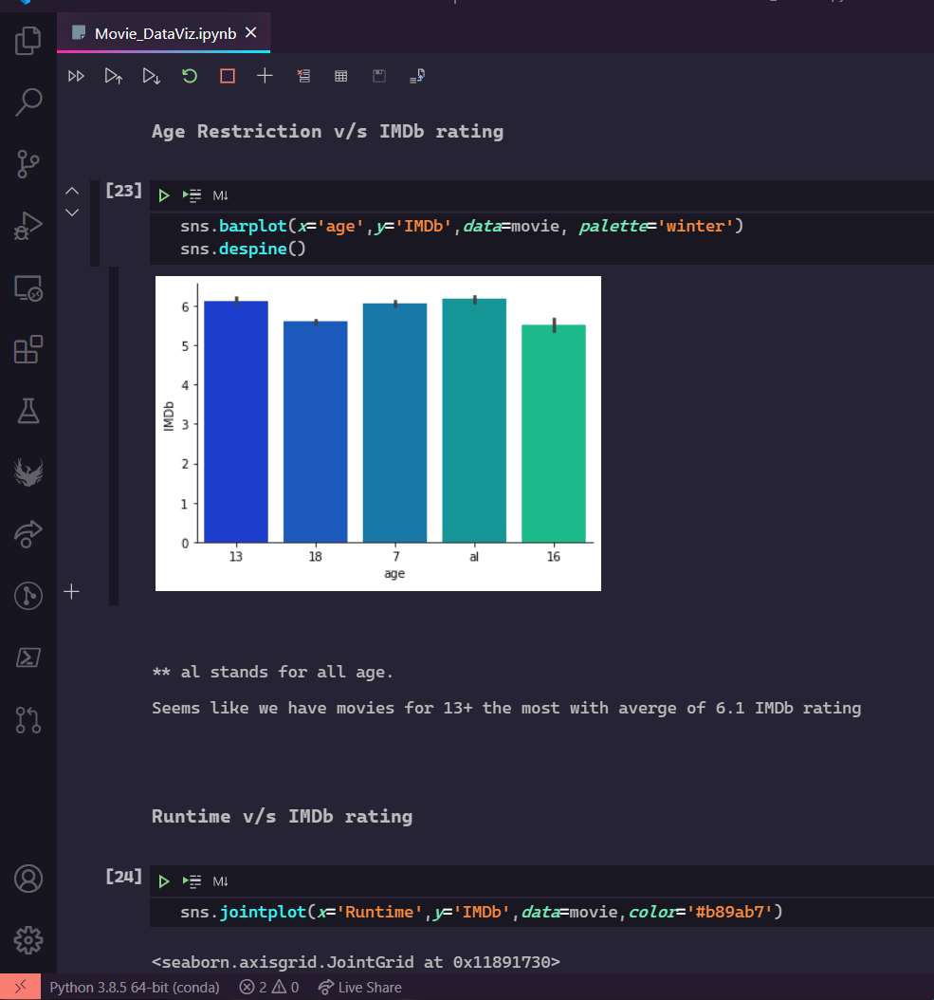 Movie_DataViz.ipynb
Age Restriction v/s IMDb rating
[23]
M↓
sns.barplot(x='age',y='IMDb',data=movie, palette='winter')
sns.despine()
6
5
4
3
2
1
0
IMDb
13 18 7 al 16
age
** al stands for all age.
Seems like we have movies for 13+ the most with averge of 6.1 IMDb rating
Runtime v/s IMDb rating
[24]
M↓
sns.jointplot(x='Runtime',y='IMDb',data=movie,color='#b89ab7')
<seaborn.axisgrid.JointGrid at 0x11891730>
Python 3.8.5 64-bit (conda) 2 0 Live Share